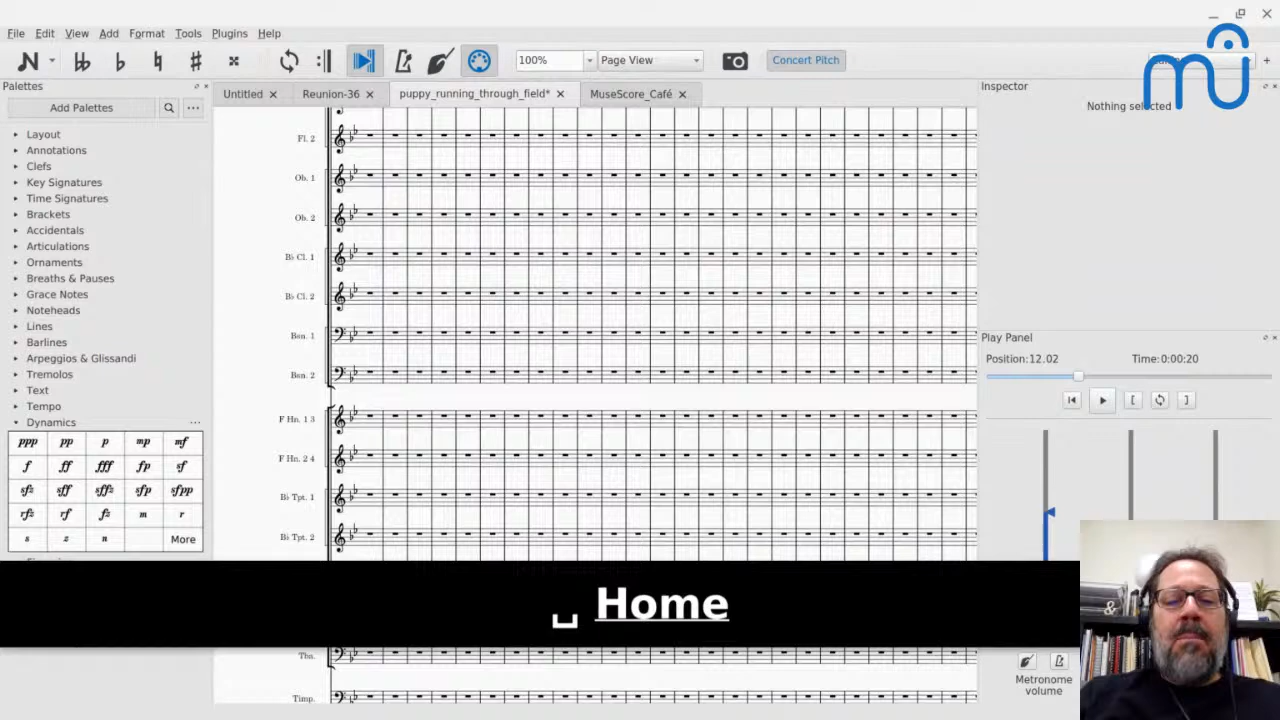 File Edit View Add Format Tools Plugins Help
100% Page View Concert Pitch
Palettes
Add Palettes
Untitled Reunion-36 puppy_running_through_field* MuseScore_Café
Inspector
Nothing selected
Layout
Annotations
Clefs
Key Signatures
Time Signatures
Brackets
Accidentals
Articulations
Ornaments
Breaths & Pauses
Grace Notes
Noteheads
Lines
Barlines
Arpeggios & Glissandi
Tremolos
Text
Tempo
Dynamics
ppp pp p mp mf
f ff fff fp sf
sfz sff sffz sfp sfpp
rfz rf fz m r
s z n More
Fl. 2
Ob. 1
Ob. 2
B♭ Cl. 1
B♭ Cl. 2
Bsn. 1
Bsn. 2
F Hn. 1 3
F Hn. 2 4
B♭ Tpt. 1
B♭ Tpt. 2
Tbn.
Timp.
Play Panel
Position:12.02 Time:0:00:20
Metronome
volume
␣ Home